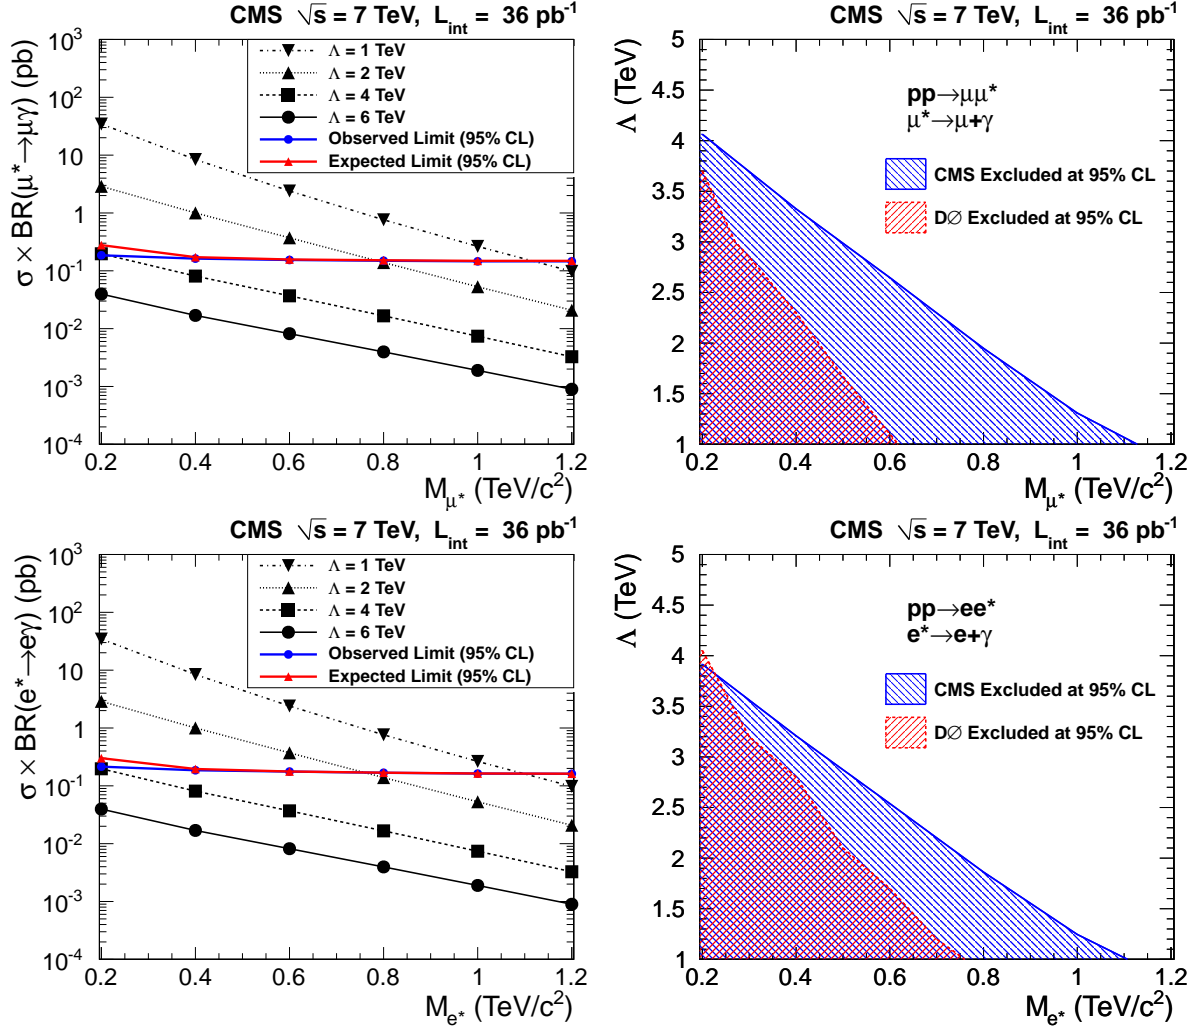 CMS √s = 7 TeV, L_int = 36 pb⁻¹
σ × BR(μ*→μγ) (pb)
10³
10²
10
1
10⁻¹
10⁻²
10⁻³
10⁻⁴
Λ = 1 TeV
Λ = 2 TeV
Λ = 4 TeV
Λ = 6 TeV
Observed Limit (95% CL)
Expected Limit (95% CL)
0.2 0.4 0.6 0.8 1 1.2
M_μ* (TeV/c²)
CMS √s = 7 TeV, L_int = 36 pb⁻¹
Λ (TeV)
5
4.5
4
3.5
3
2.5
2
1.5
1
pp→μμ*
μ*→μ+γ
CMS Excluded at 95% CL
DØ Excluded at 95% CL
0.2 0.4 0.6 0.8 1 1.2
M_μ* (TeV/c²)
CMS √s = 7 TeV, L_int = 36 pb⁻¹
σ × BR(e*→eγ) (pb)
10³
10²
10
1
10⁻¹
10⁻²
10⁻³
10⁻⁴
Λ = 1 TeV
Λ = 2 TeV
Λ = 4 TeV
Λ = 6 TeV
Observed Limit (95% CL)
Expected Limit (95% CL)
0.2 0.4 0.6 0.8 1 1.2
M_e* (TeV/c²)
CMS √s = 7 TeV, L_int = 36 pb⁻¹
Λ (TeV)
5
4.5
4
3.5
3
2.5
2
1.5
1
pp→ee*
e*→e+γ
CMS Excluded at 95% CL
DØ Excluded at 95% CL
0.2 0.4 0.6 0.8 1 1.2
M_e* (TeV/c²)